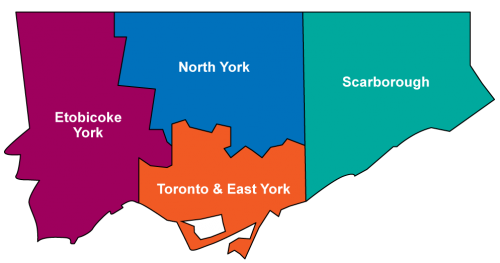 North York
Scarborough
Etobicoke
York
Toronto & East York